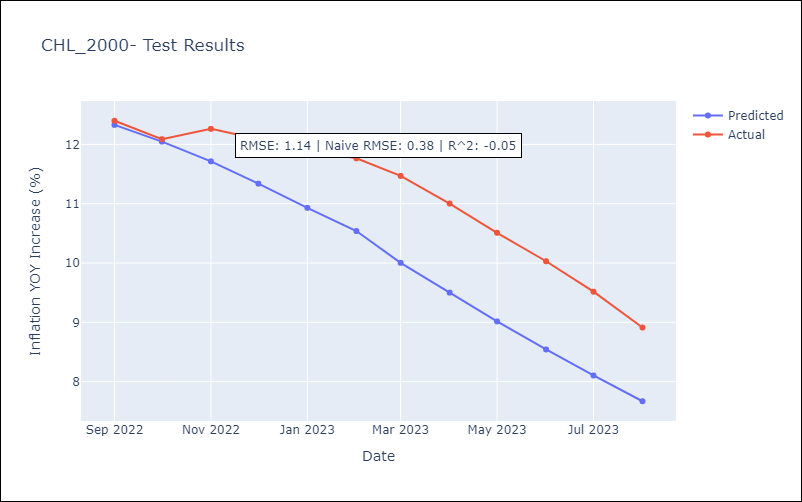 CHL_2000- Test Results
Predicted
Actual
RMSE: 1.14 | Naive RMSE: 0.38 | R^2: -0.05
Inflation YOY Increase (%)
12
11
10
9
8
Sep 2022
Nov 2022
Jan 2023
Mar 2023
May 2023
Jul 2023
Date